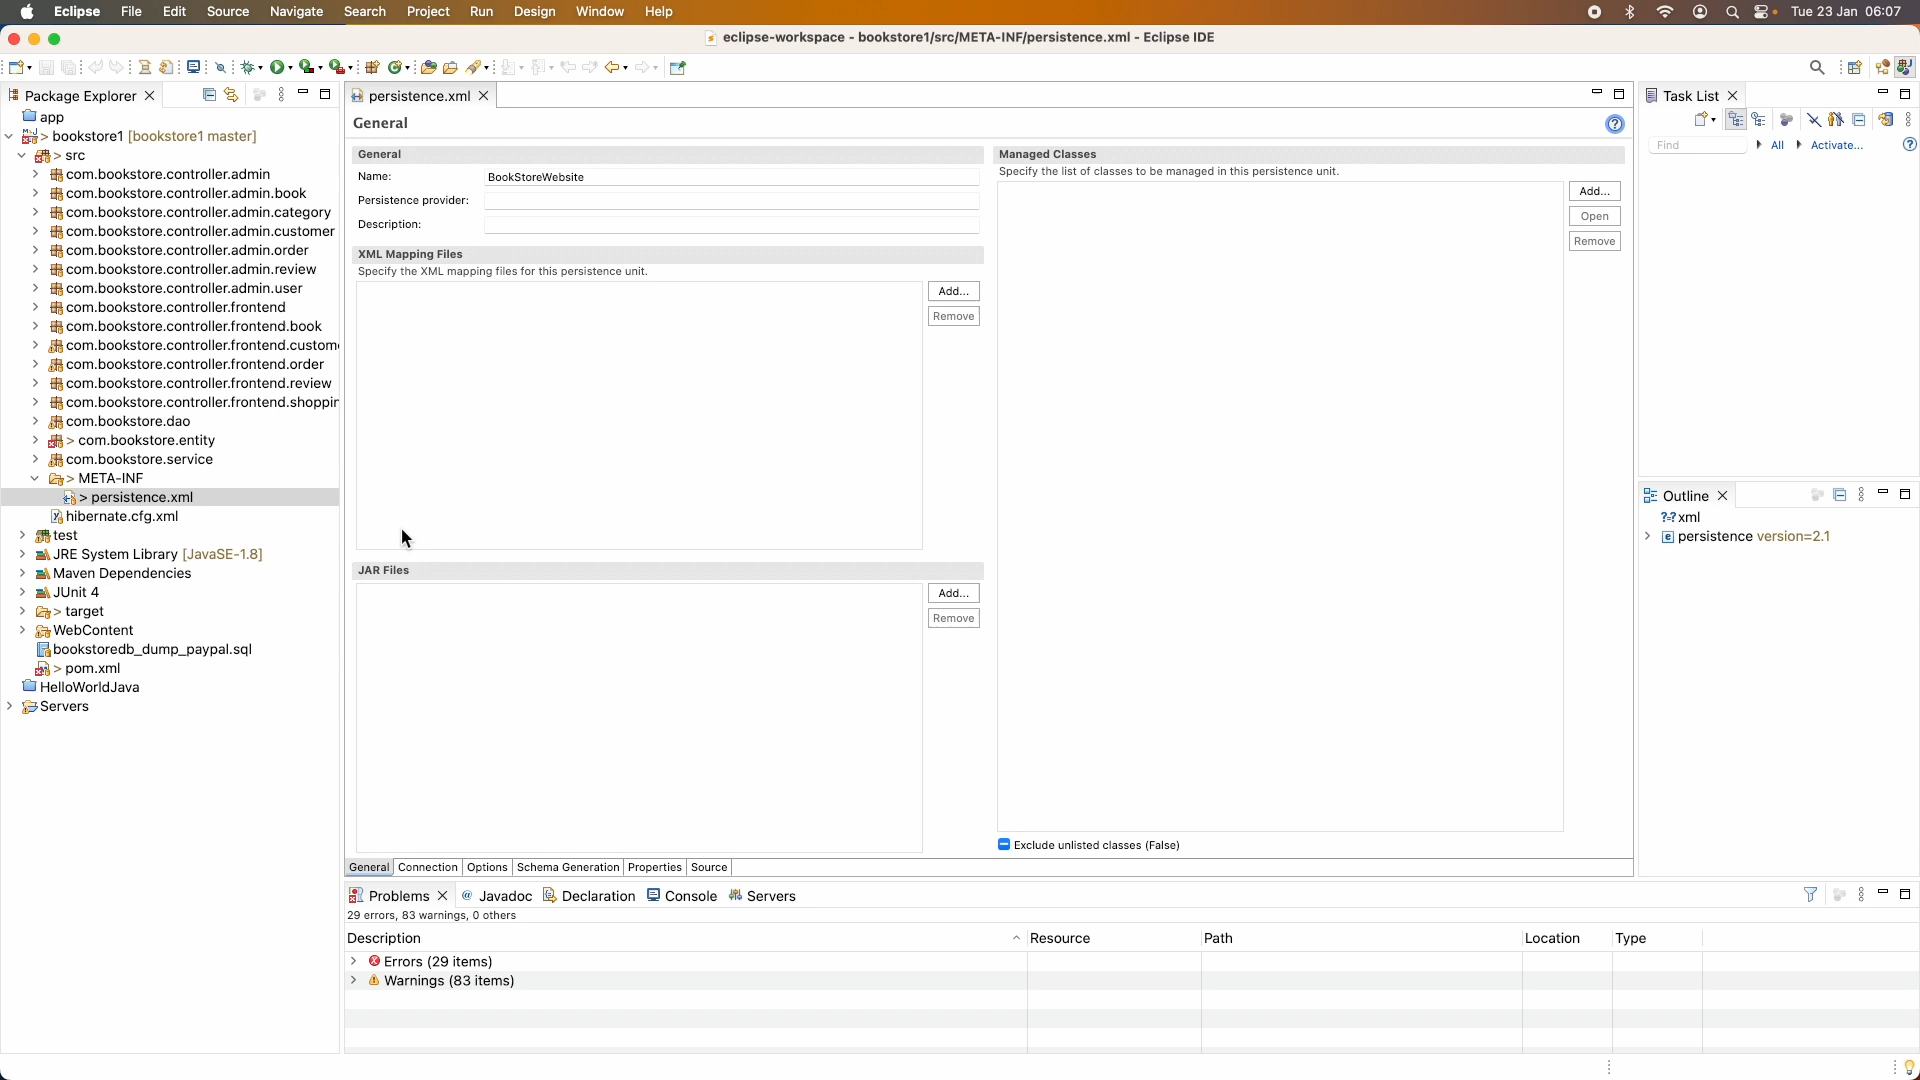 Eclipse File Edit Source Navigate Search Project Run Design Window Help Tue 23 Jan 06:07
eclipse-workspace - bookstore1/src/META-INF/persistence.xml - Eclipse IDE
Package Explorer
app
> bookstore1 [bookstore1 master]
> src
com.bookstore.controller.admin
com.bookstore.controller.admin.book
com.bookstore.controller.admin.category
com.bookstore.controller.admin.customer
com.bookstore.controller.admin.order
com.bookstore.controller.admin.review
com.bookstore.controller.admin.user
com.bookstore.controller.frontend
com.bookstore.controller.frontend.book
com.bookstore.controller.frontend.custom
com.bookstore.controller.frontend.order
com.bookstore.controller.frontend.review
com.bookstore.controller.frontend.shoppin
com.bookstore.dao
> com.bookstore.entity
com.bookstore.service
> META-INF
> persistence.xml
hibernate.cfg.xml
test
JRE System Library [JavaSE-1.8]
Maven Dependencies
JUnit 4
> target
WebContent
bookstoredb_dump_paypal.sql
> pom.xml
HelloWorldJava
Servers
persistence.xml
General
General
Name: BookStoreWebsite
Persistence provider:
Description:
XML Mapping Files
Specify the XML mapping files for this persistence unit.
Add...
Remove
JAR Files
Add...
Remove
Managed Classes
Specify the list of classes to be managed in this persistence unit.
Add...
Open
Remove
Exclude unlisted classes (False)
General Connection Options Schema Generation Properties Source
Task List
Find All Activate...
Outline
?=? xml
persistence version=2.1
Problems @ Javadoc Declaration Console Servers
29 errors, 83 warnings, 0 others
Description Resource Path Location Type
Errors (29 items)
Warnings (83 items)